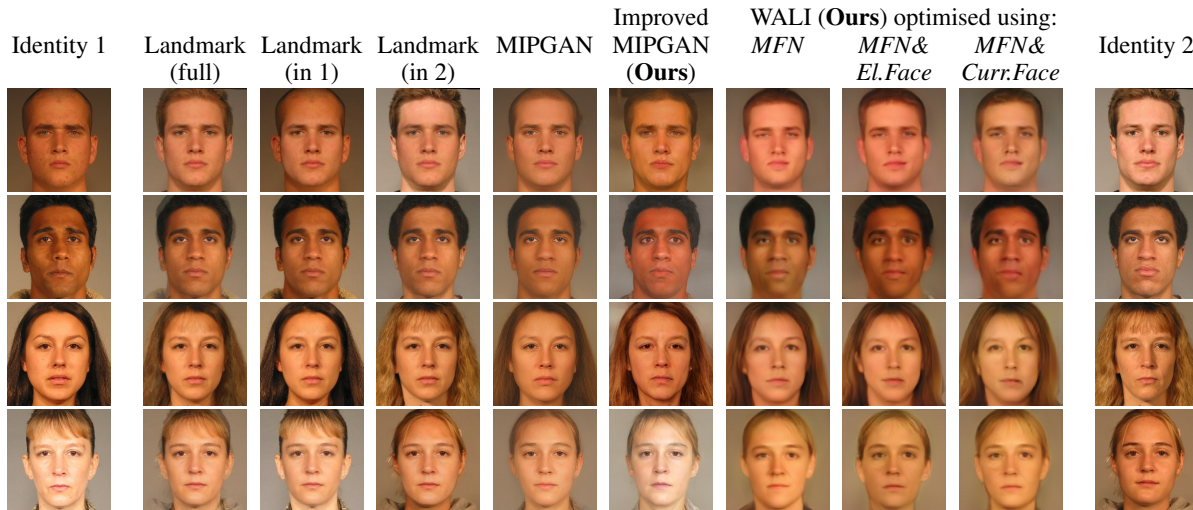 Improved WALI (Ours) optimised using:
Identity 1 Landmark Landmark Landmark MIPGAN MIPGAN MFN MFN& MFN& Identity 2
(full) (in 1) (in 2) (Ours) El.Face Curr.Face